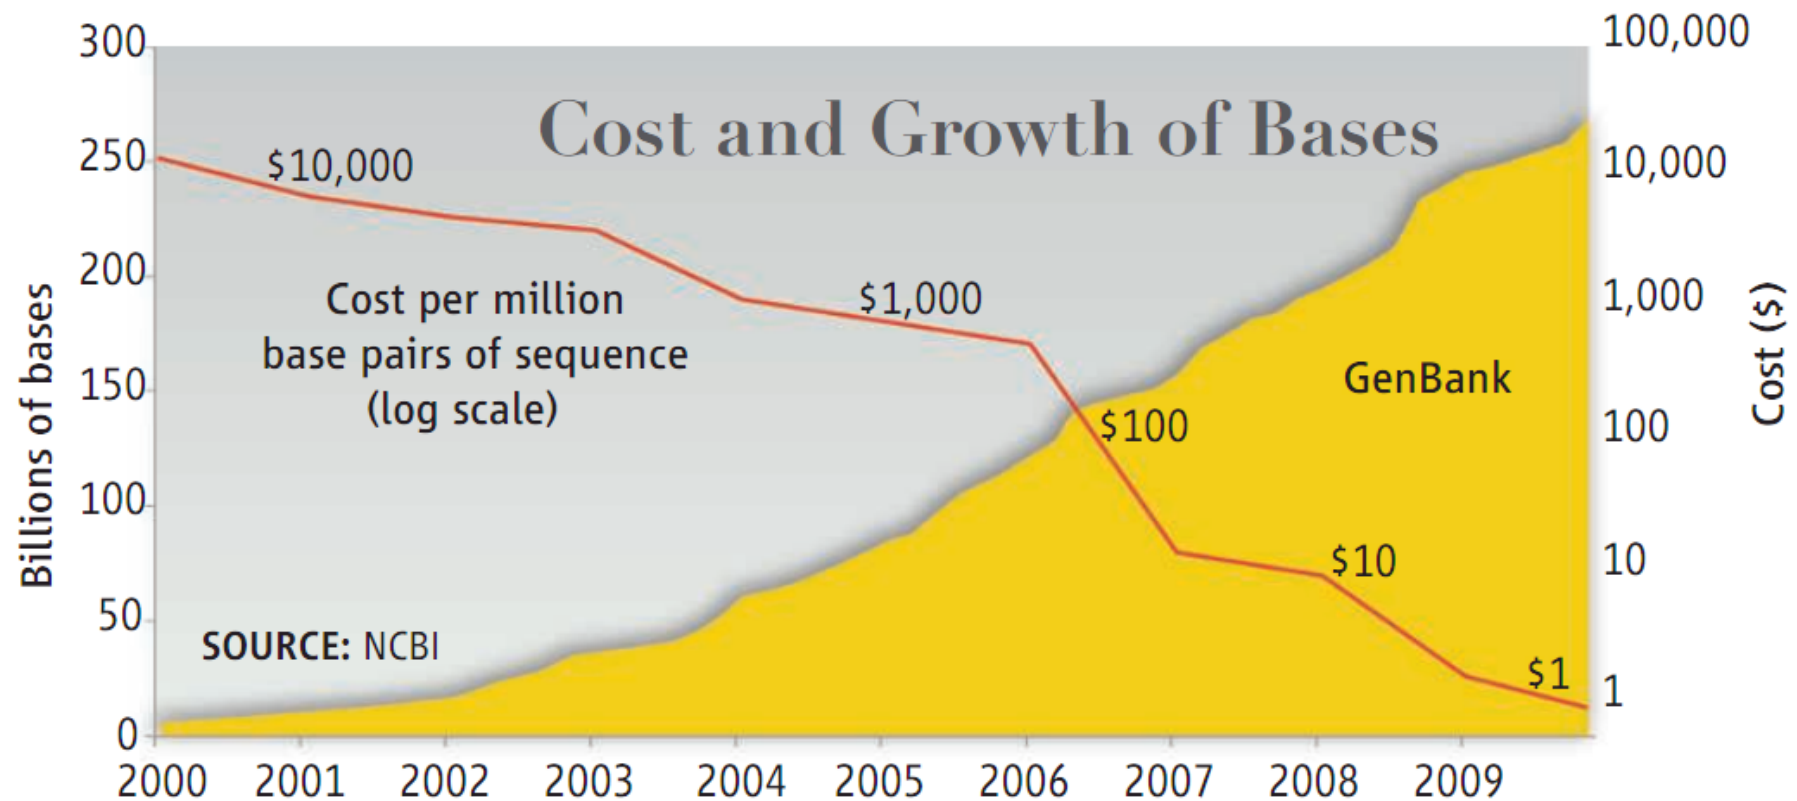 Cost and Growth of Bases
Billions of bases
300
250
200
150
100
50
0
$10,000
Cost per million
base pairs of sequence
(log scale)
$1,000
$100
$10
$1
GenBank
SOURCE: NCBI
100,000
10,000
1,000
100
10
1
Cost ($)
2000 2001 2002 2003 2004 2005 2006 2007 2008 2009